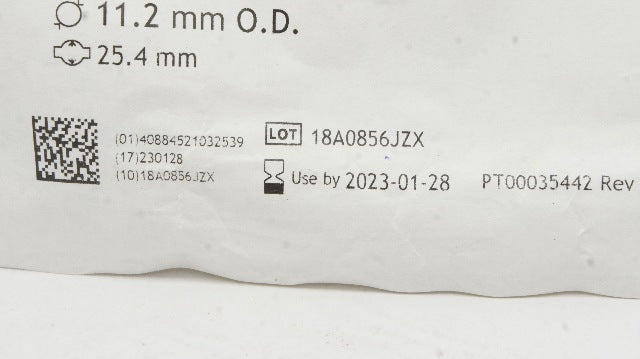 11.2 mm O.D.
25.4 mm
(01)40884521032539
(17)230128
(10)18A0856JZX
LOT 18A0856JZX
Use by 2023-01-28
PT00035442 Rev